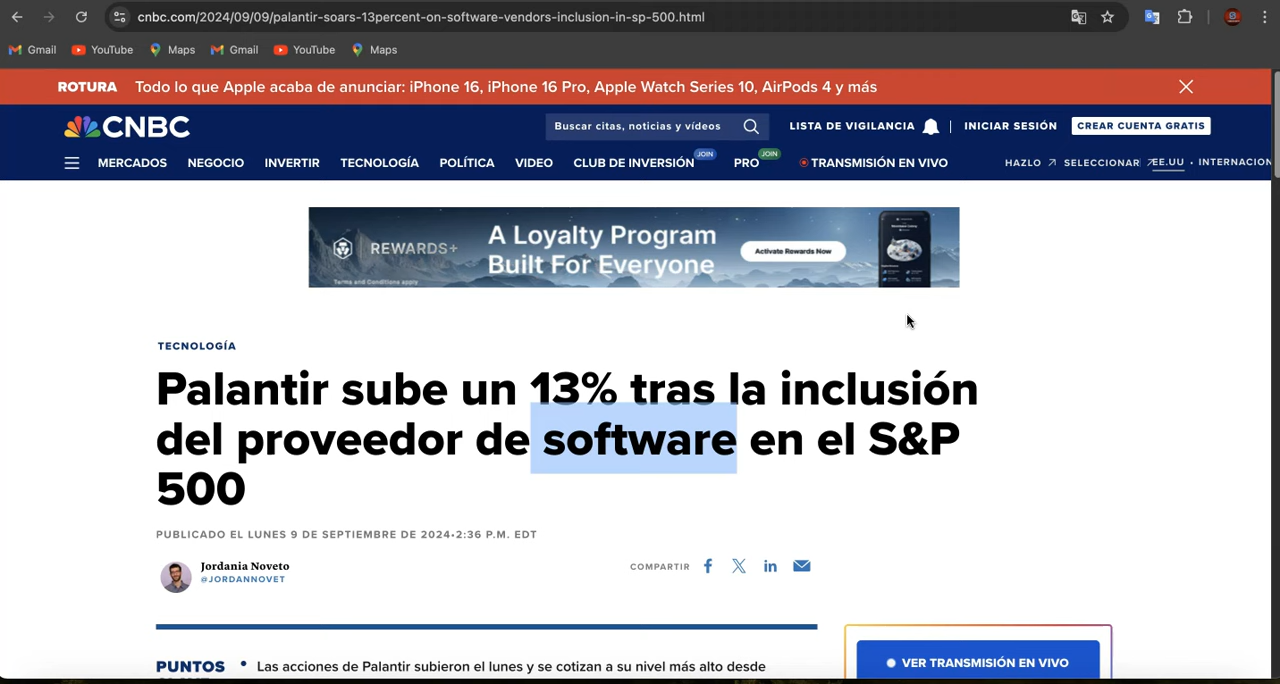 cnbc.com/2024/09/09/palantir-soars-13percent-on-software-vendors-inclusion-in-sp-500.html
Gmail YouTube Maps Gmail YouTube Maps
ROTURA Todo lo que Apple acaba de anunciar: iPhone 16, iPhone 16 Pro, Apple Watch Series 10, AirPods 4 y más
CNBC Buscar citas, noticias y vídeos LISTA DE VIGILANCIA | INICIAR SESIÓN CREAR CUENTA GRATIS
MERCADOS NEGOCIO INVERTIR TECNOLOGÍA POLÍTICA VIDEO CLUB DE INVERSIÓN JOIN PRO JOIN TRANSMISIÓN EN VIVO HAZLO SELECCIONAR EE.UU • INTERNACION
REWARDS+ A Loyalty Program Activate Rewards Now
Built For Everyone
Terms and Conditions apply
TECNOLOGÍA
Palantir sube un 13% tras la inclusión
del proveedor de software en el S&P
500
PUBLICADO EL LUNES 9 DE SEPTIEMBRE DE 2024•2:36 P.M. EDT
Jordania Noveto COMPARTIR
@JORDANNOVET
PUNTOS • Las acciones de Palantir subieron el lunes y se cotizan a su nivel más alto desde
VER TRANSMISIÓN EN VIVO